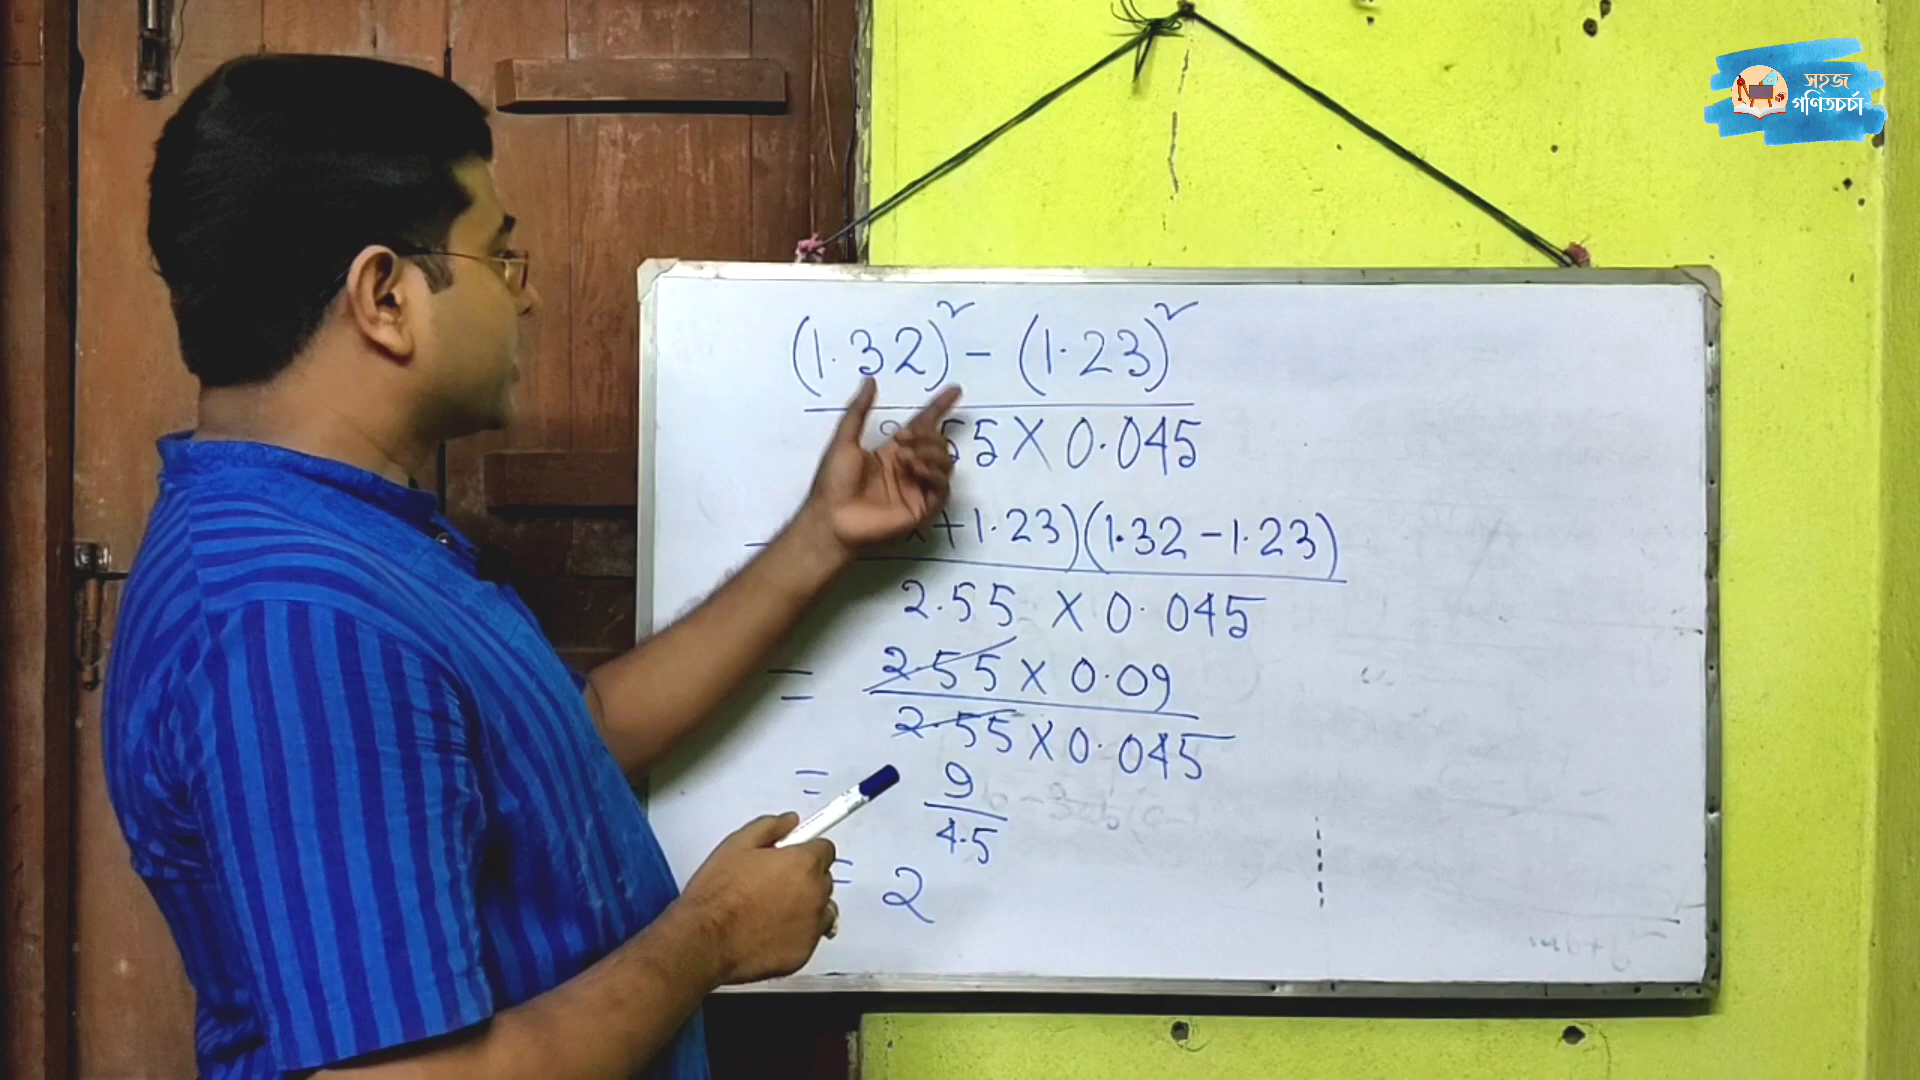 সহজ
গণিতচর্চা
(1.32)² - (1.23)²
55 X 0.045
+1.23)(1.32-1.23)
2.55 X 0.045
= 2.55 X 0.09
2.55 X 0.045
= 9
4.5
= 2